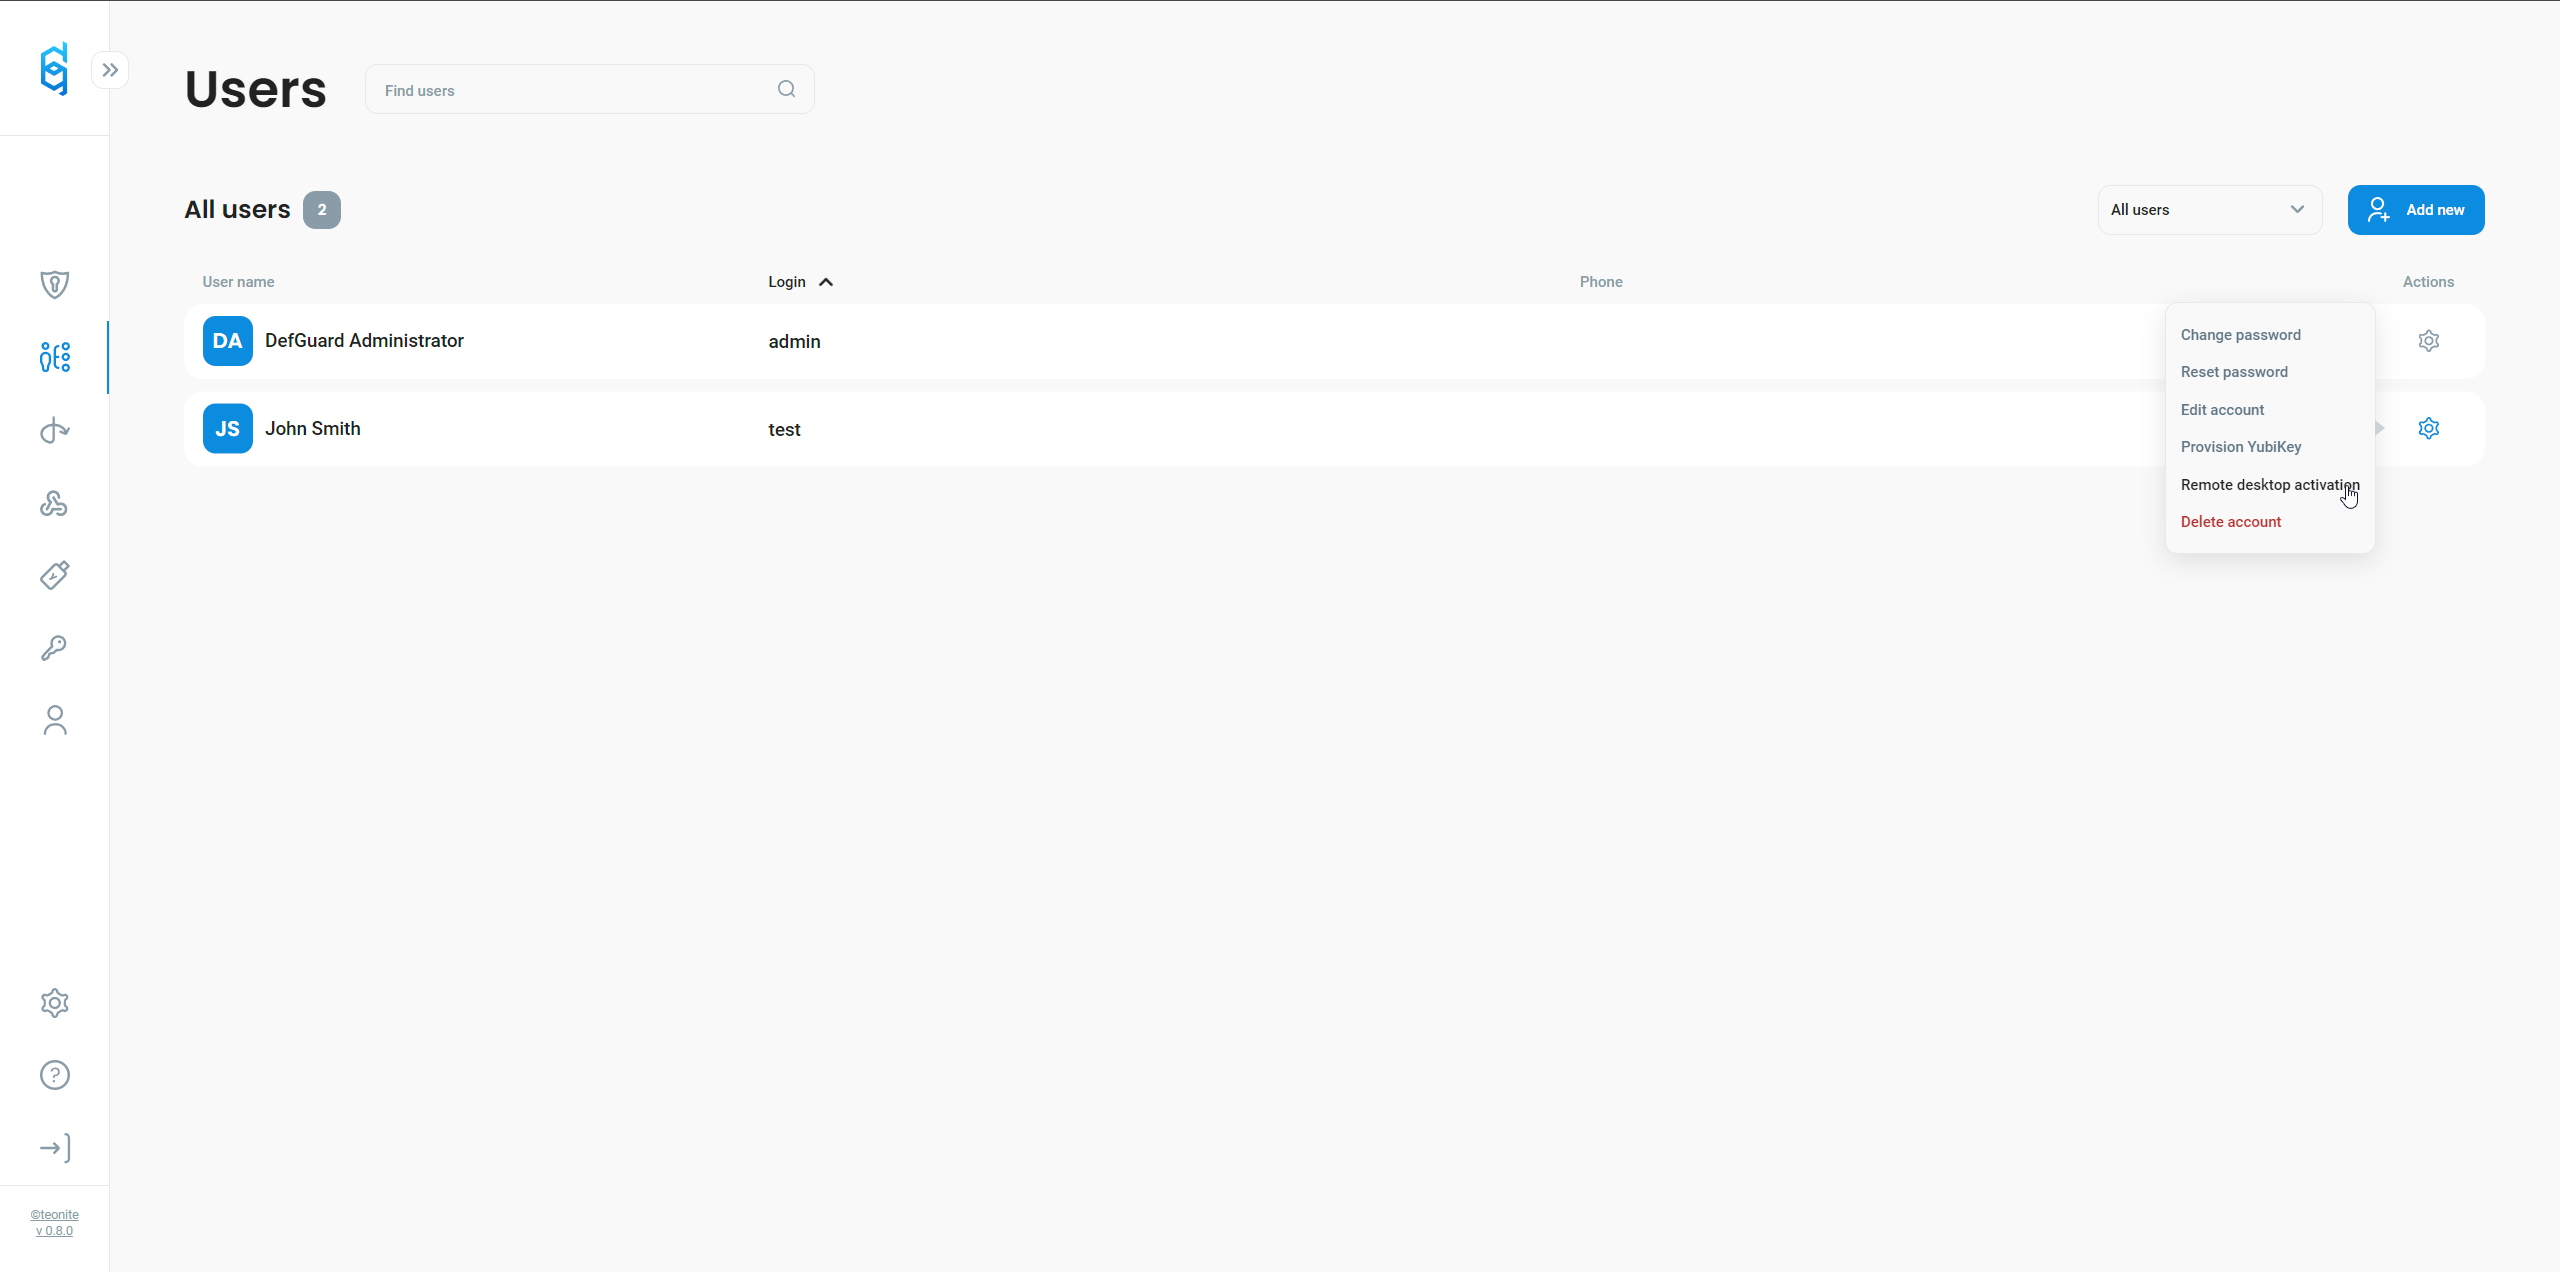 Users
Find users
All users
2
All users
Add new
User name
Login
Phone
Actions
DA
DefGuard Administrator
admin
JS
John Smith
test
Change password
Reset password
Edit account
Provision YubiKey
Remote desktop activation
Delete account
©teonite
v 0.8.0